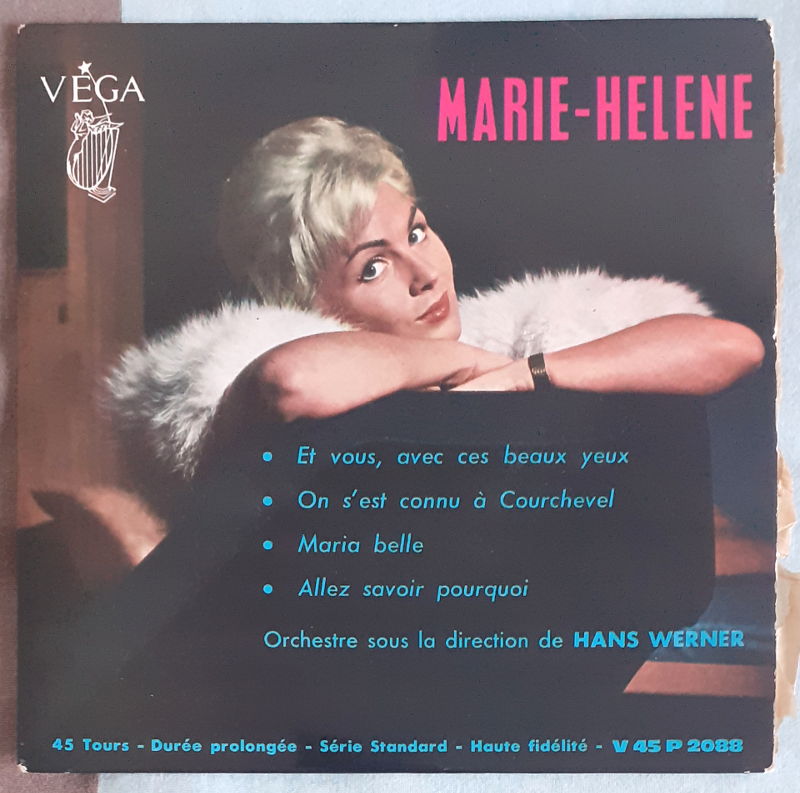 VÉGA
MARIE-HELENE
• Et vous, avec ces beaux yeux
• On s'est connu à Courchevel
• Maria belle
• Allez savoir pourquoi
Orchestre sous la direction de HANS WERNER
45 Tours - Durée prolongée - Série Standard - Haute fidélité - V 45 P 2088